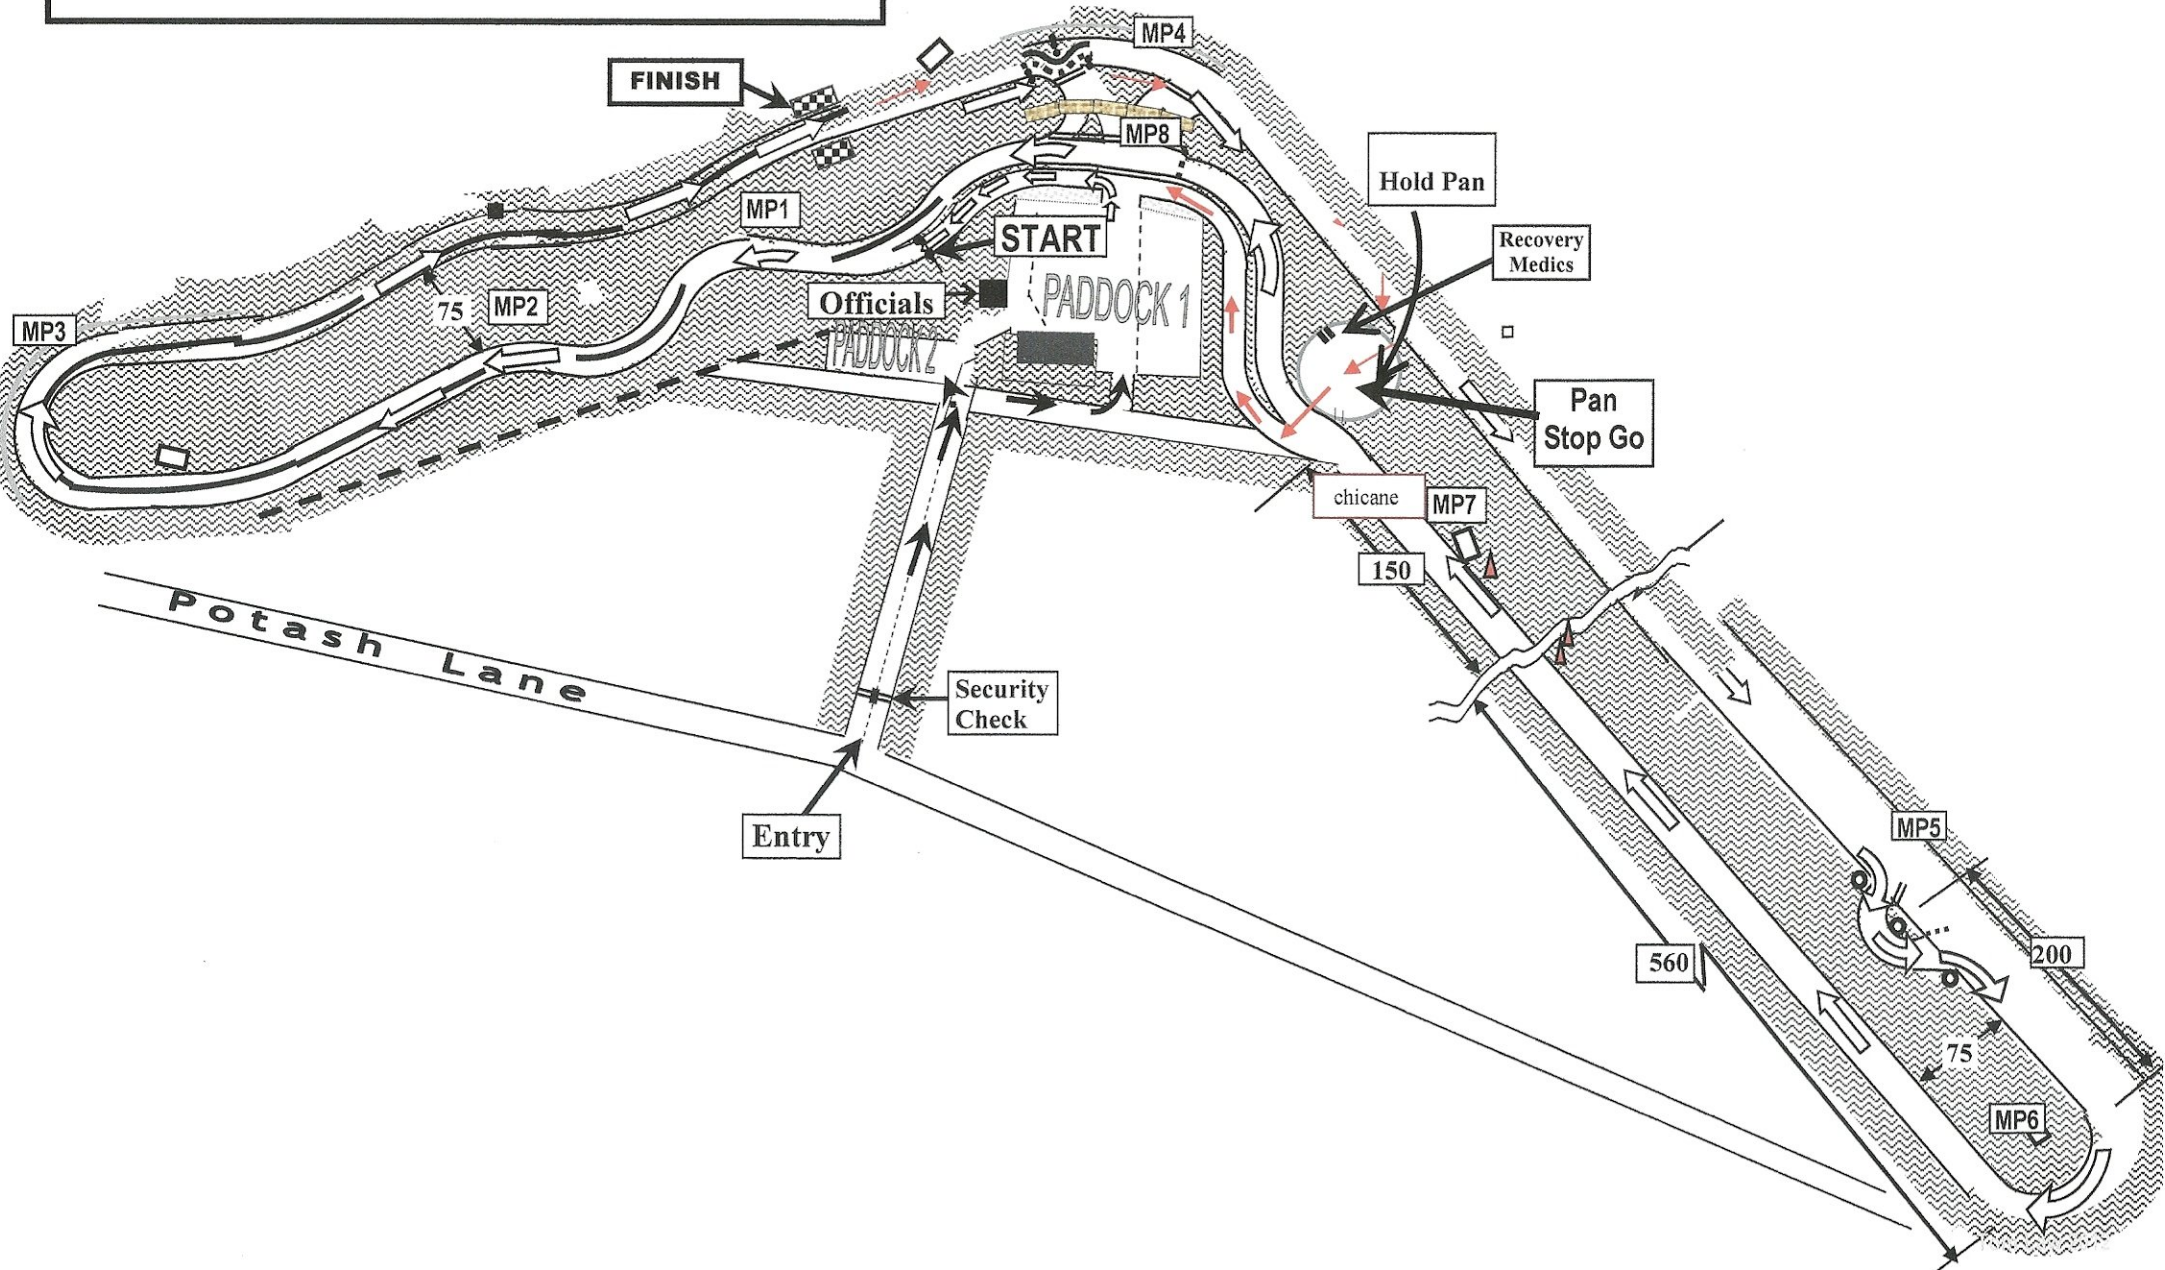 MP4
FINISH
MP8
Hold Pan
MP1
START
Recovery
Medics
75
MP2
Officials
PADDOCK 1
MP3
PADDOCK 2
Pan
Stop Go
chicane
MP7
150
Potash Lane
Security
Check
Entry
MP5
560
200
75
MP6